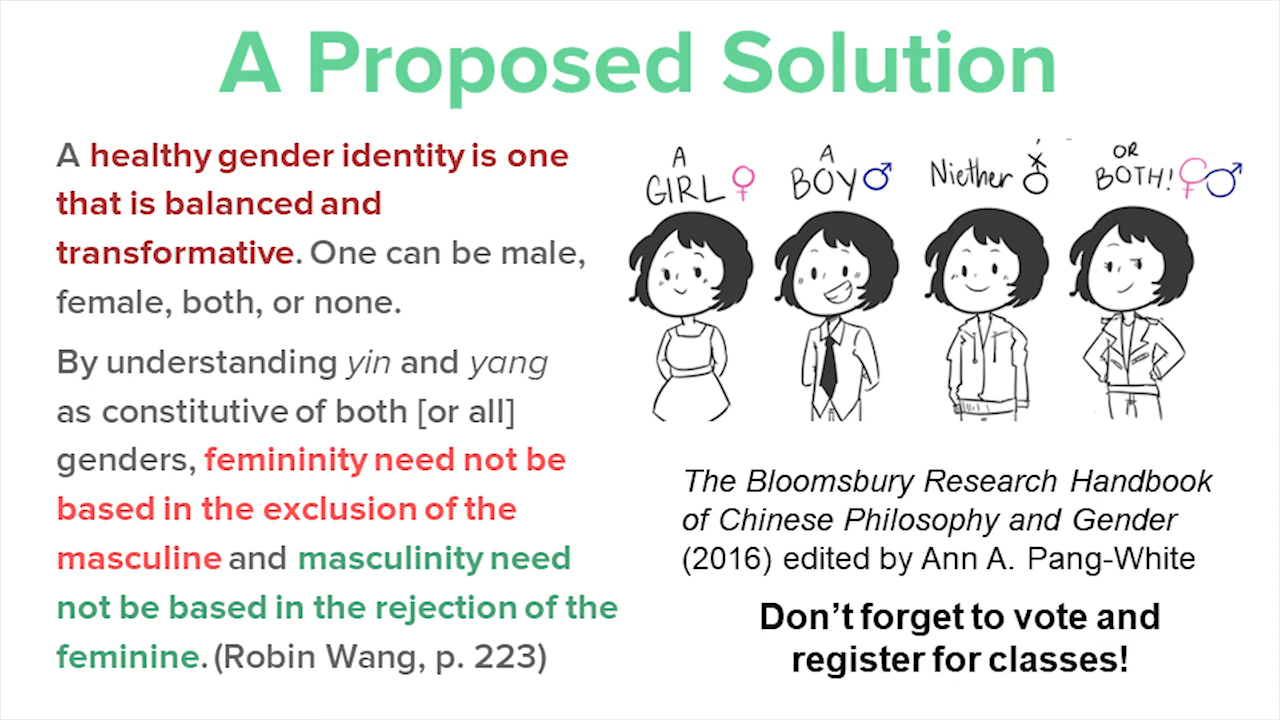 A Proposed Solution
A healthy gender identity is one
that is balanced and
transformative. One can be male,
female, both, or none.
By understanding yin and yang
as constitutive of both [or all]
genders, femininity need not be
based in the exclusion of the
masculine and masculinity need
not be based in the rejection of the
feminine. (Robin Wang, p. 223)
A
GIRL ♀
A
BOY ♂
Niether
OR
BOTH! ♀♂
The Bloomsbury Research Handbook
of Chinese Philosophy and Gender
(2016) edited by Ann A. Pang-White
Don't forget to vote and
register for classes!